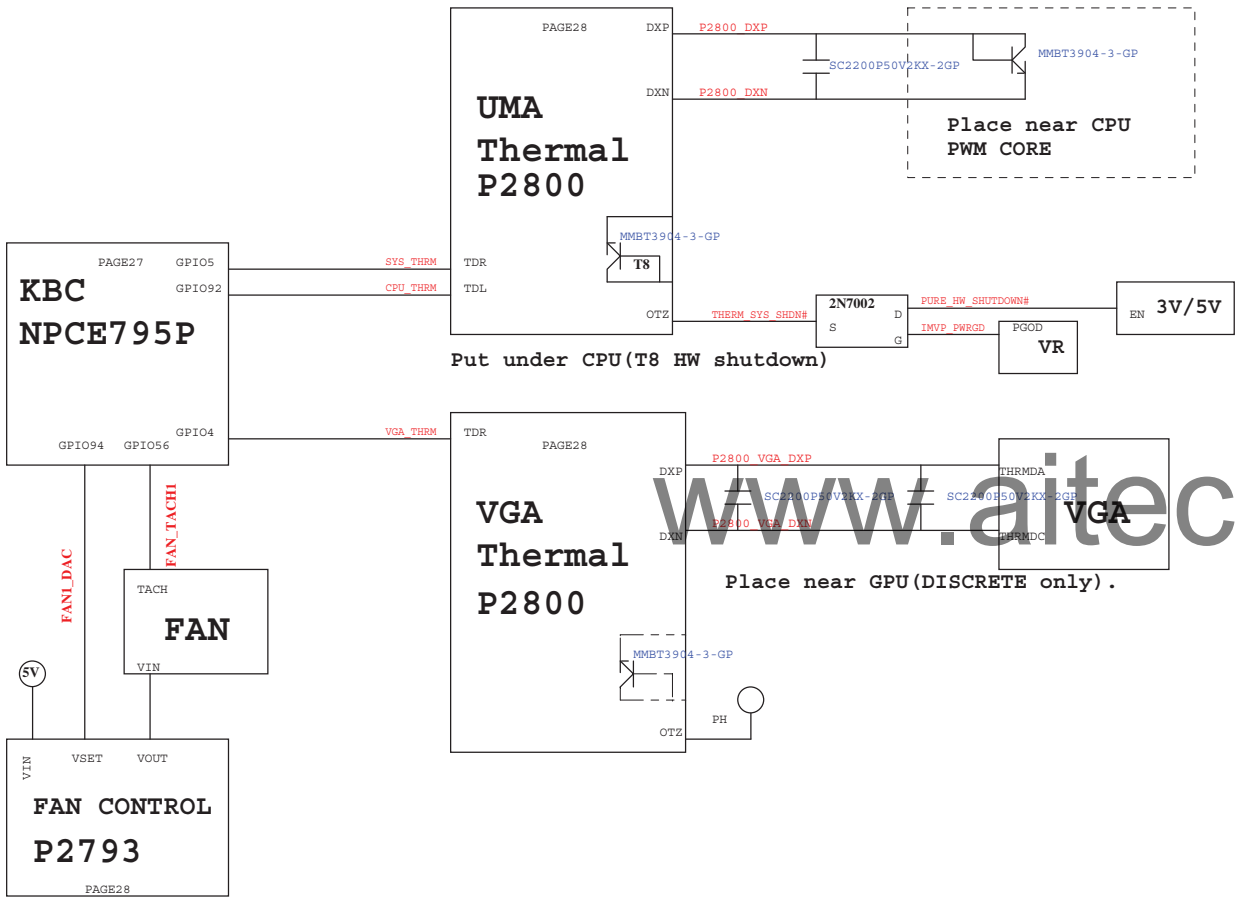 PAGE28
DXP
P2800_DXP
MMBT3904-3-GP
SC2200P50V2KX-2GP
DXN
P2800_DXN
UMA
Thermal
P2800
Place near CPU
PWM CORE
MMBT3904-3-GP
T8
PAGE27
GPIO5
SYS_THRM
TDR
KBC
NPCE795P
GPIO92
CPU_THRM
TDL
OTZ
THERM_SYS_SHDN#
2N7002
D
S
G
PURE_HW_SHUTDOWN#
IMVP_PWRGD
PGOD
VR
EN
3V/5V
Put under CPU(T8 HW shutdown)
GPIO4
VGA_THRM
TDR
PAGE28
GPIO94
GPIO56
P2800_VGA_DXP
DXP
THRMDA
SC2200P50V2KX-2GP
SC2200P50V2KX-2GP
VGA
www.aitec
P2800_VGA_DXN
DXN
THRMDC
VGA
Thermal
P2800
Place near GPU(DISCRETE only).
FAN1_DAC
FAN_TACH1
TACH
FAN
VIN
MMBT3904-3-GP
PH
OTZ
5V
VIN
VSET
VOUT
FAN CONTROL
P2793
PAGE28